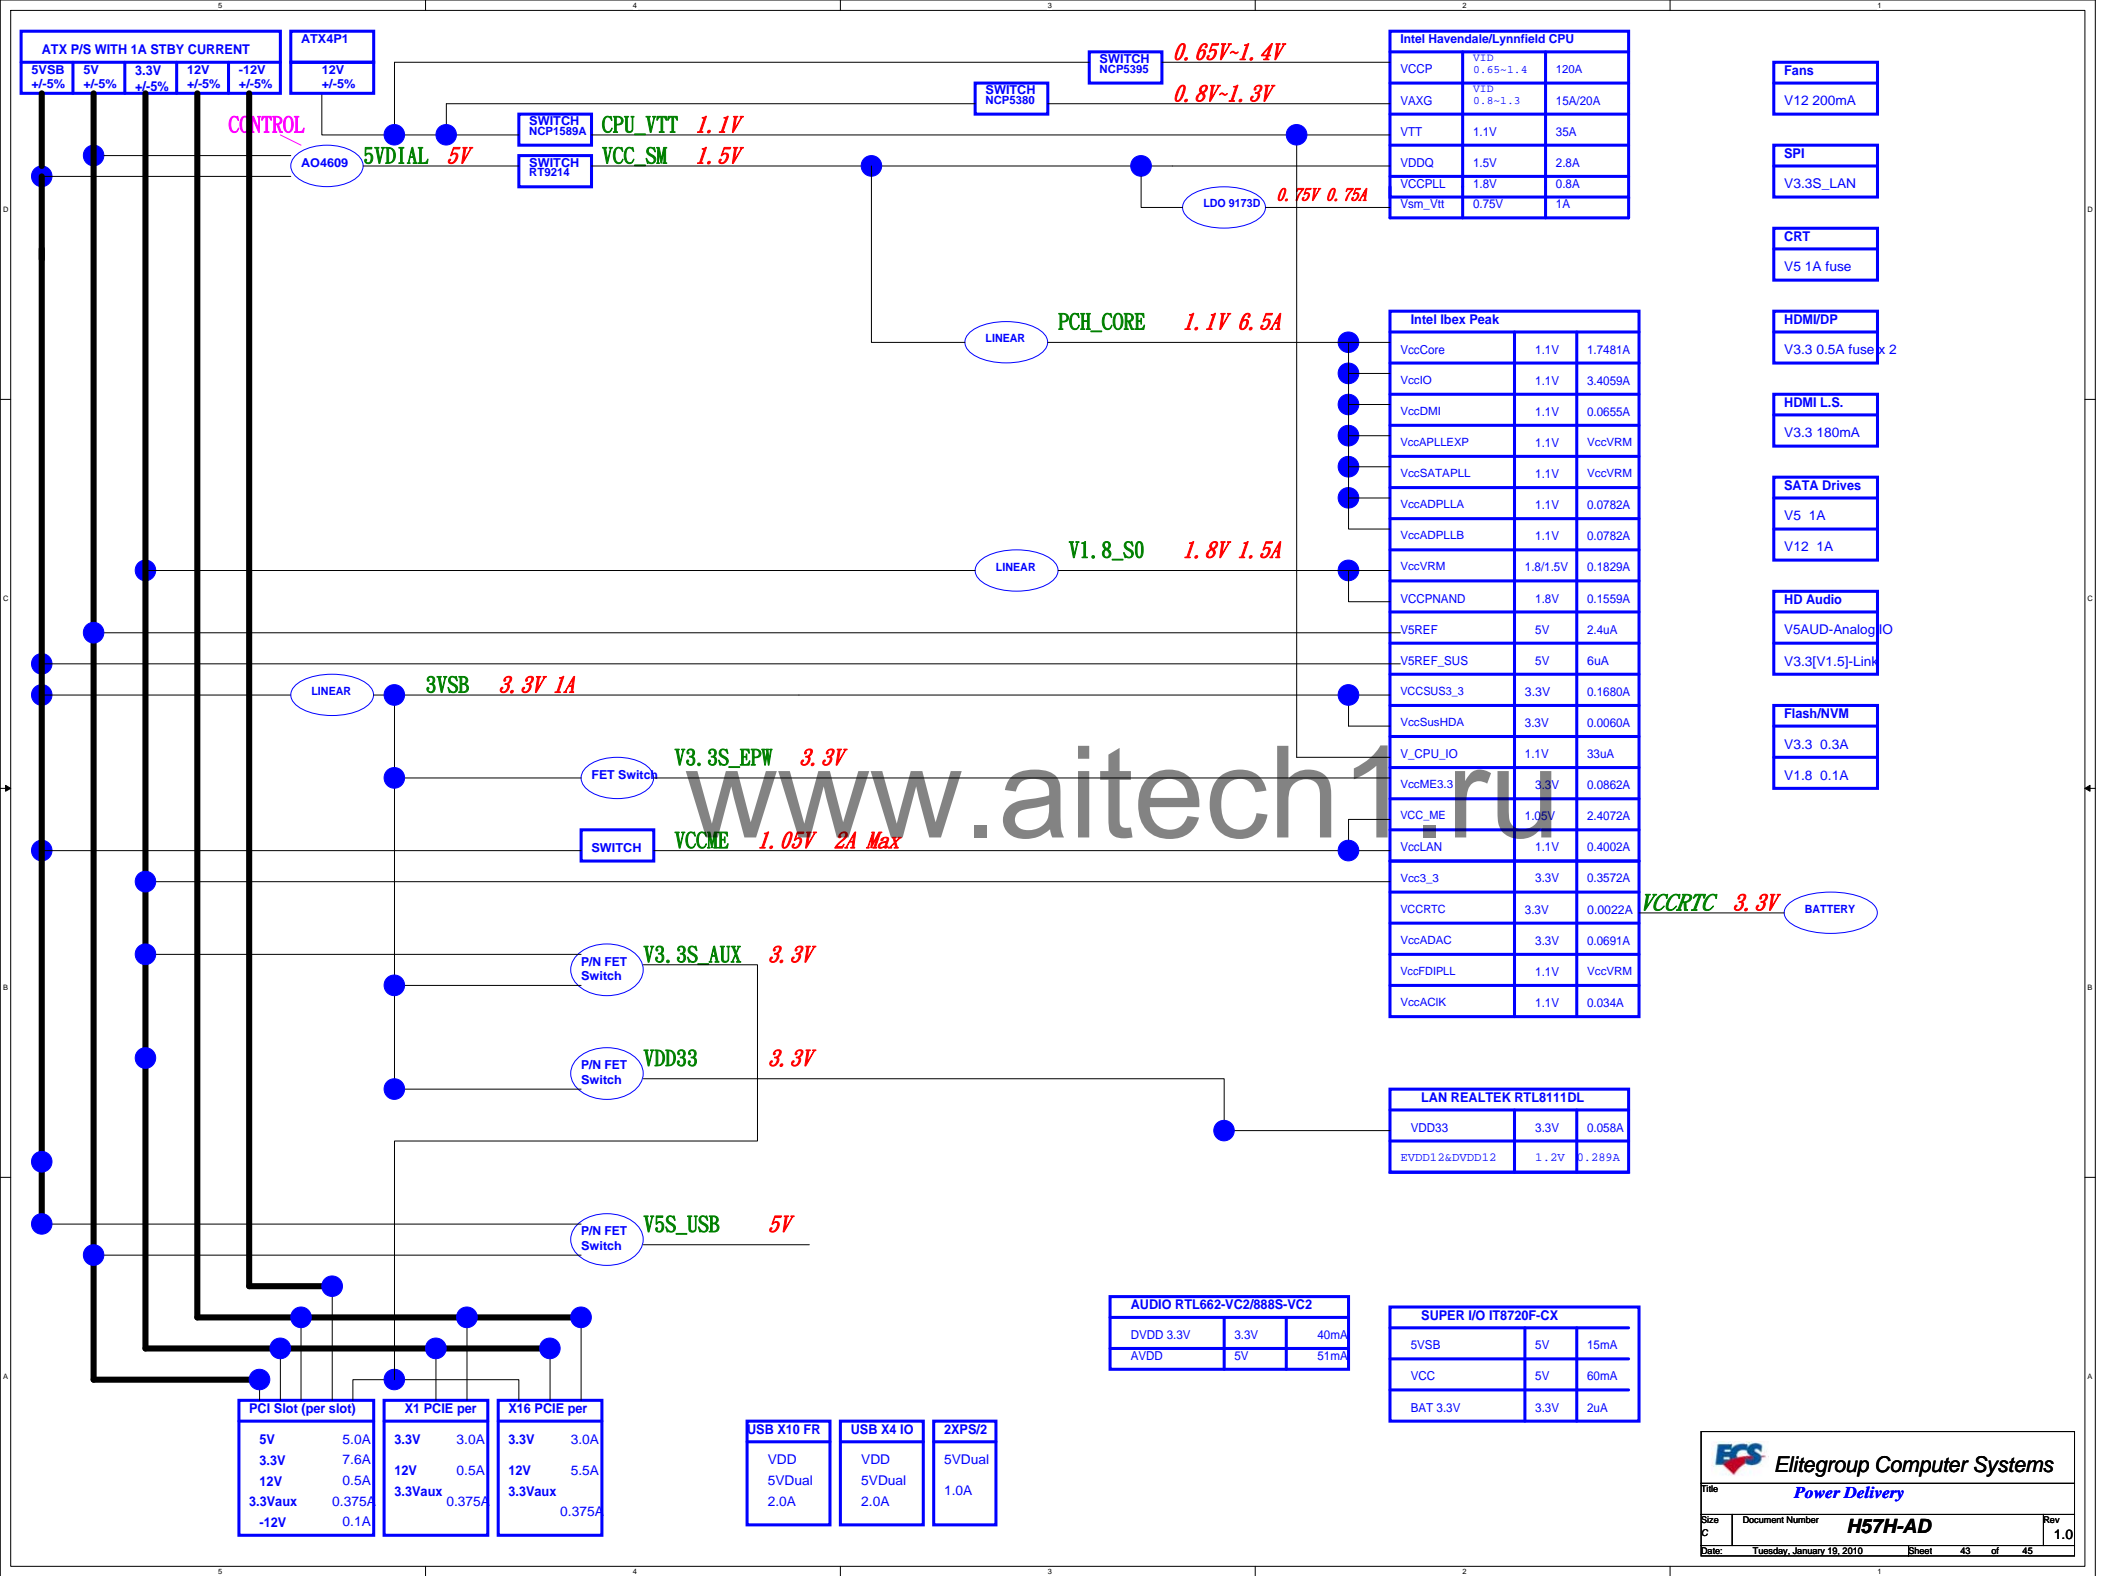 5 4 3 2 1
ATX P/S WITH 1A STBY CURRENT
5VSB 5V 3.3V 12V -12V
+/-5% +/-5% +/-5% +/-5% +/-5%
ATX4P1
12V
+/-5%
CONTROL
AO4609
5VDIAL 5V
SWITCH
NCP1589A
CPU_VTT 1.1V
SWITCH
RT9214
VCC_SM 1.5V
SWITCH
NCP5395
0.65V~1.4V
SWITCH
NCP5380
0.8V~1.3V
LDO 9173D
0.75V 0.75A
Intel Havendale/Lynnfield CPU
VCCP VID 0.65~1.4 120A
VAXG VID 0.8~1.3 15A/20A
VTT 1.1V 35A
VDDQ 1.5V 2.8A
VCCPLL 1.8V 0.8A
Vsm_Vtt 0.75V 1A
Fans
V12 200mA
SPI
V3.3S_LAN
CRT
V5 1A fuse
HDMI/DP
V3.3 0.5A fuse x 2
HDMI L.S.
V3.3 180mA
SATA Drives
V5 1A
V12 1A
HD Audio
V5AUD-Analog IO
V3.3[V1.5]-Link
Flash/NVM
V3.3 0.3A
V1.8 0.1A
LINEAR
PCH_CORE 1.1V 6.5A
LINEAR
V1.8_S0 1.8V 1.5A
LINEAR
3VSB 3.3V 1A
FET Switch
V3.3S_EPW 3.3V
SWITCH
VCCME 1.05V 2A Max
P/N FET
Switch
V3.3S_AUX 3.3V
P/N FET
Switch
VDD33 3.3V
P/N FET
Switch
V5S_USB 5V
Intel Ibex Peak
VccCore 1.1V 1.7481A
VccIO 1.1V 3.4059A
VccDMI 1.1V 0.0655A
VccAPLLEXP 1.1V VccVRM
VccSATAPLL 1.1V VccVRM
VccADPLLA 1.1V 0.0782A
VccADPLLB 1.1V 0.0782A
VccVRM 1.8/1.5V 0.1829A
VCCPNAND 1.8V 0.1559A
V5REF 5V 2.4uA
V5REF_SUS 5V 6uA
VCCSUS3_3 3.3V 0.1680A
VccSusHDA 3.3V 0.0060A
V_CPU_IO 1.1V 33uA
VccME3.3 3.3V 0.0862A
VCC_ME 1.05V 2.4072A
VccLAN 1.1V 0.4002A
Vcc3_3 3.3V 0.3572A
VCCRTC 3.3V 0.0022A
VccADAC 3.3V 0.0691A
VccFDIPLL 1.1V VccVRM
VccAClK 1.1V 0.034A
VCCRTC 3.3V
BATTERY
www.aitech1.ru
LAN REALTEK RTL8111DL
VDD33 3.3V 0.058A
EVDD12&DVDD12 1.2V 0.289A
AUDIO RTL662-VC2/888S-VC2
DVDD 3.3V 3.3V 40mA
AVDD 5V 51mA
SUPER I/O IT8720F-CX
5VSB 5V 15mA
VCC 5V 60mA
BAT 3.3V 3.3V 2uA
PCI Slot (per slot)
5V 5.0A
3.3V 7.6A
12V 0.5A
3.3Vaux 0.375A
-12V 0.1A
X1 PCIE per
3.3V 3.0A
12V 0.5A
3.3Vaux
0.375A
X16 PCIE per
3.3V 3.0A
12V 5.5A
3.3Vaux
0.375A
USB X10 FR
VDD
5VDual
2.0A
USB X4 IO
VDD
5VDual
2.0A
2XPS/2
5VDual
1.0A
ECS Elitegroup Computer Systems
Title
Power Delivery
Size
C
Document Number
H57H-AD
Rev
1.0
Date: Tuesday, January 19, 2010 Sheet 43 of 45
D D
C C
B B
A A
5 4 3 2 1